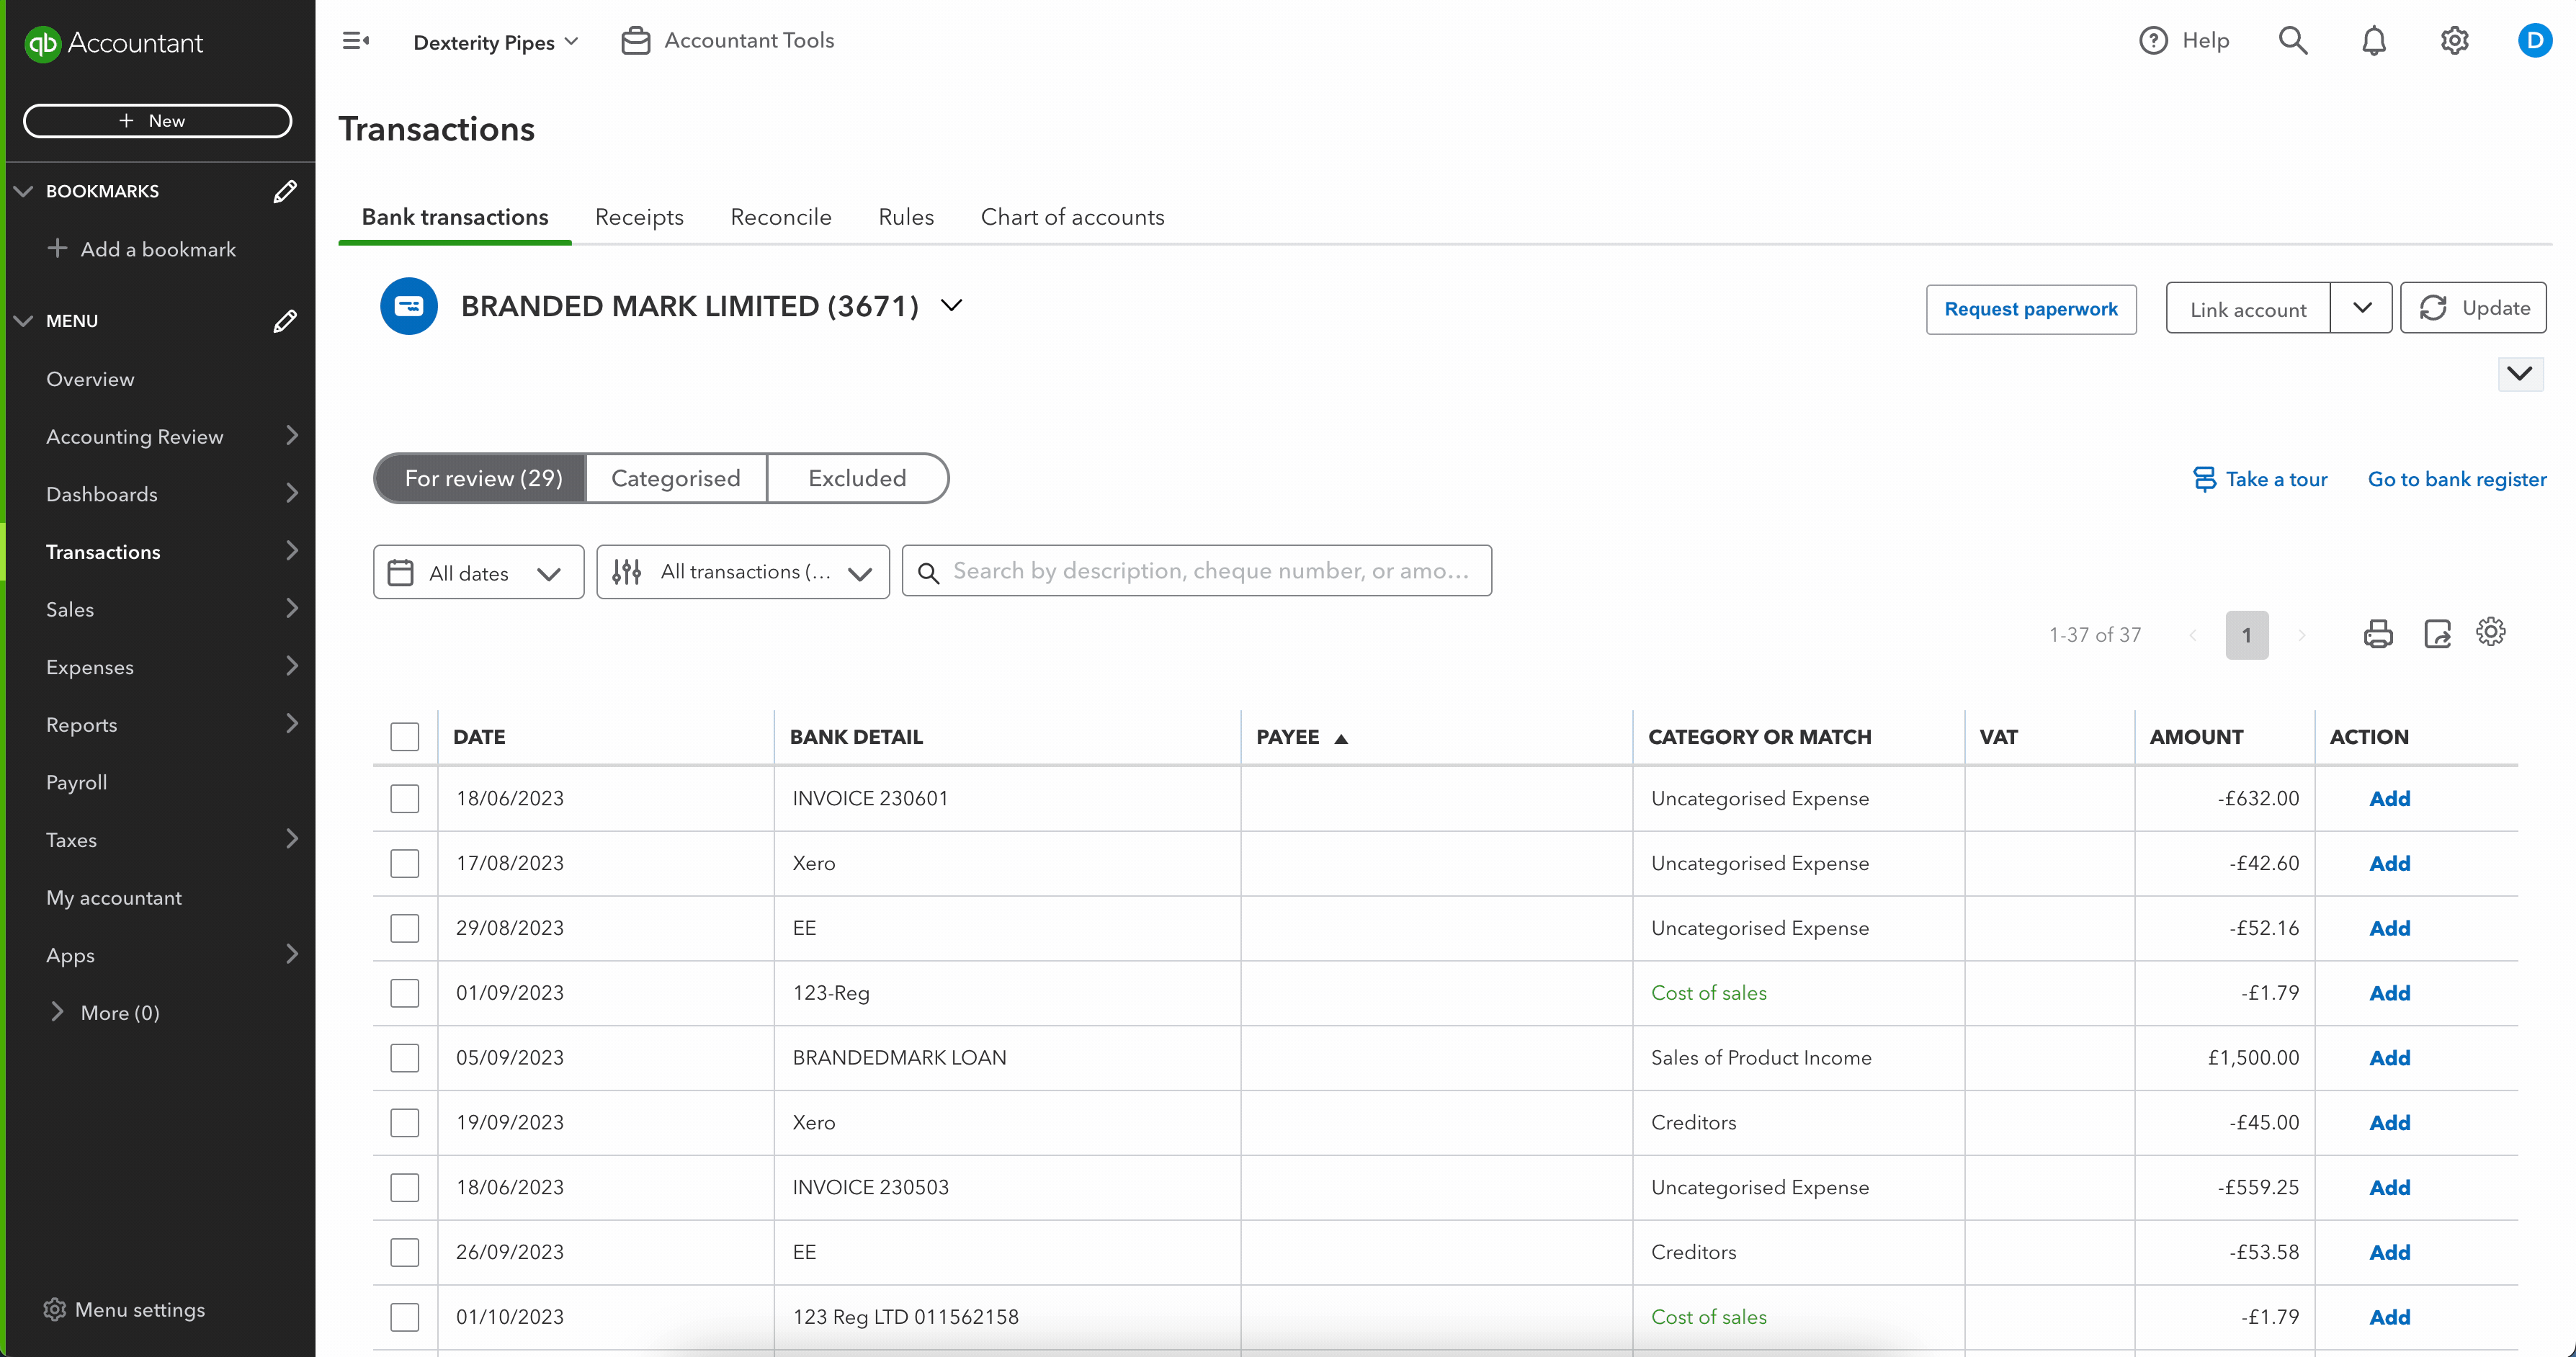 qb Accountant
Dexterity Pipes
Accountant Tools
Help
D
+ New
BOOKMARKS
+ Add a bookmark
MENU
Overview
Accounting Review
Dashboards
Transactions
Sales
Expenses
Reports
Payroll
Taxes
My accountant
Apps
More (0)
Menu settings
Transactions
Bank transactions Receipts Reconcile Rules Chart of accounts
BRANDED MARK LIMITED (3671)
Request paperwork
Link account
Update
For review (29) Categorised Excluded
Take a tour
Go to bank register
All dates
All transactions (...
Search by description, cheque number, or amo...
1-37 of 37
1
DATE BANK DETAIL PAYEE CATEGORY OR MATCH VAT AMOUNT ACTION
18/06/2023 INVOICE 230601 Uncategorised Expense -£632.00 Add
17/08/2023 Xero Uncategorised Expense -£42.60 Add
29/08/2023 EE Uncategorised Expense -£52.16 Add
01/09/2023 123-Reg Cost of sales -£1.79 Add
05/09/2023 BRANDEDMARK LOAN Sales of Product Income £1,500.00 Add
19/09/2023 Xero Creditors -£45.00 Add
18/06/2023 INVOICE 230503 Uncategorised Expense -£559.25 Add
26/09/2023 EE Creditors -£53.58 Add
01/10/2023 123 Reg LTD 011562158 Cost of sales -£1.79 Add